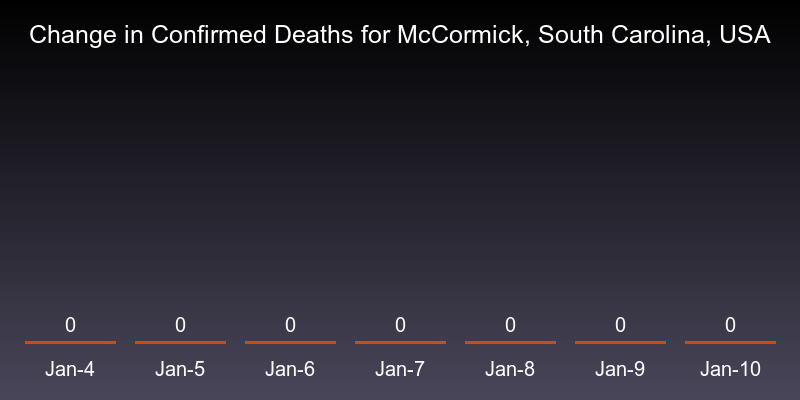 Change in Confirmed Deaths for McCormick, South Carolina, USA
0 0 0 0 0 0 0
Jan-4 Jan-5 Jan-6 Jan-7 Jan-8 Jan-9 Jan-10